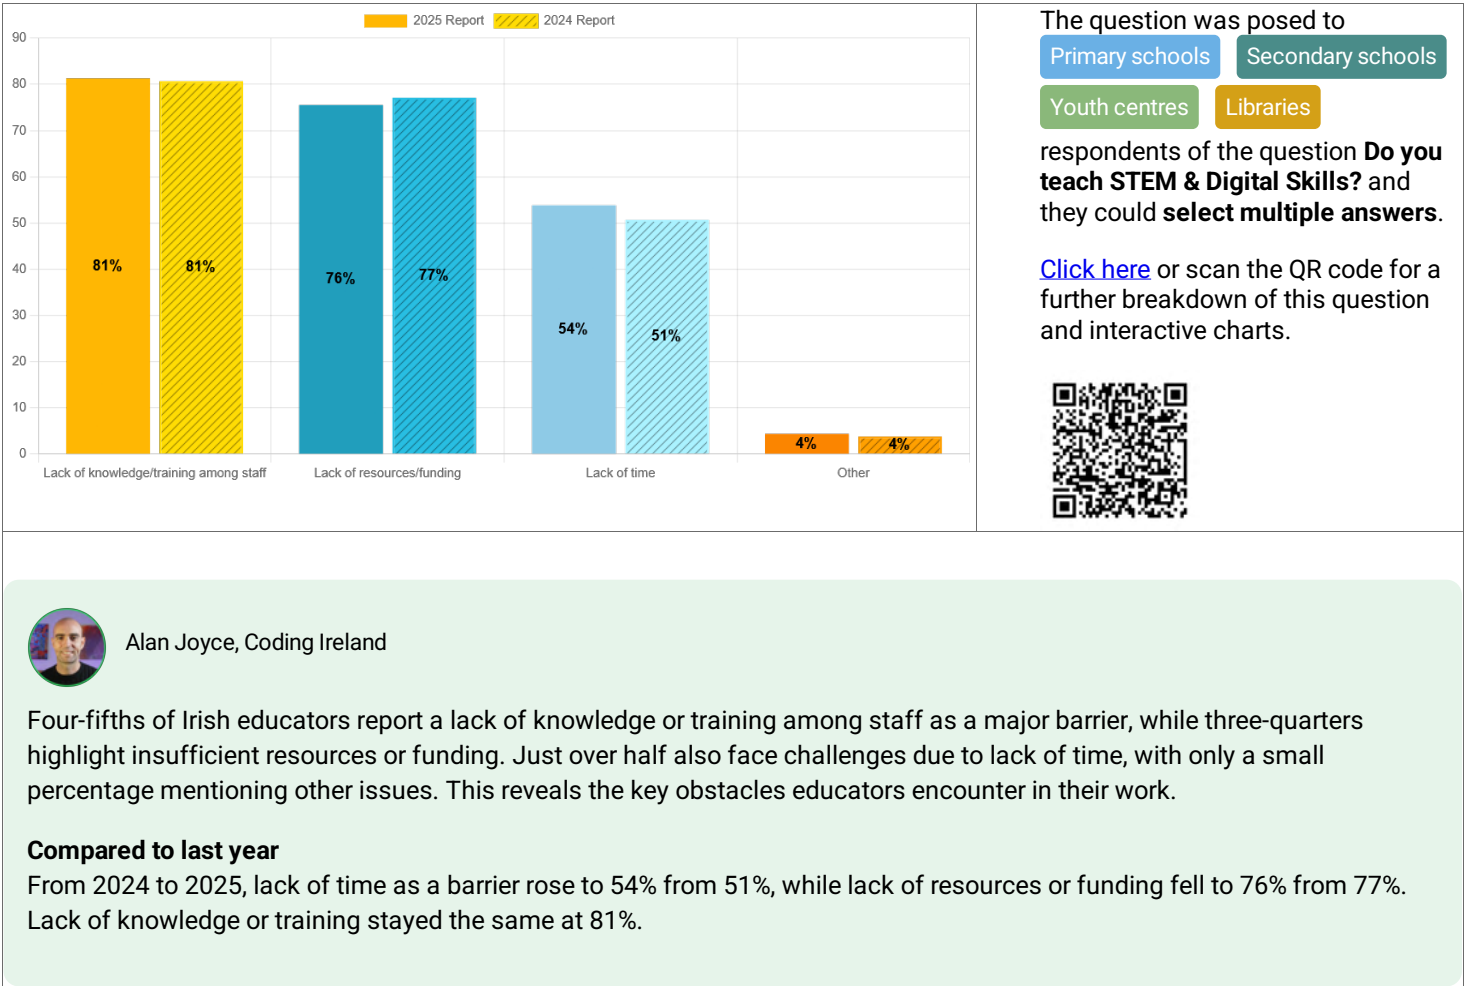 2025 Report 2024 Report
90
80
70
60
50
40
30
20
10
0
81% 81% 76% 77% 54% 51% 4% 4%
Lack of knowledge/training among staff Lack of resources/funding Lack of time Other
The question was posed to
Primary schools Secondary schools
Youth centres Libraries
respondents of the question Do you
teach STEM & Digital Skills? and
they could select multiple answers.
Click here or scan the QR code for a
further breakdown of this question
and interactive charts.
Alan Joyce, Coding Ireland
Four-fifths of Irish educators report a lack of knowledge or training among staff as a major barrier, while three-quarters
highlight insufficient resources or funding. Just over half also face challenges due to lack of time, with only a small
percentage mentioning other issues. This reveals the key obstacles educators encounter in their work.
Compared to last year
From 2024 to 2025, lack of time as a barrier rose to 54% from 51%, while lack of resources or funding fell to 76% from 77%.
Lack of knowledge or training stayed the same at 81%.